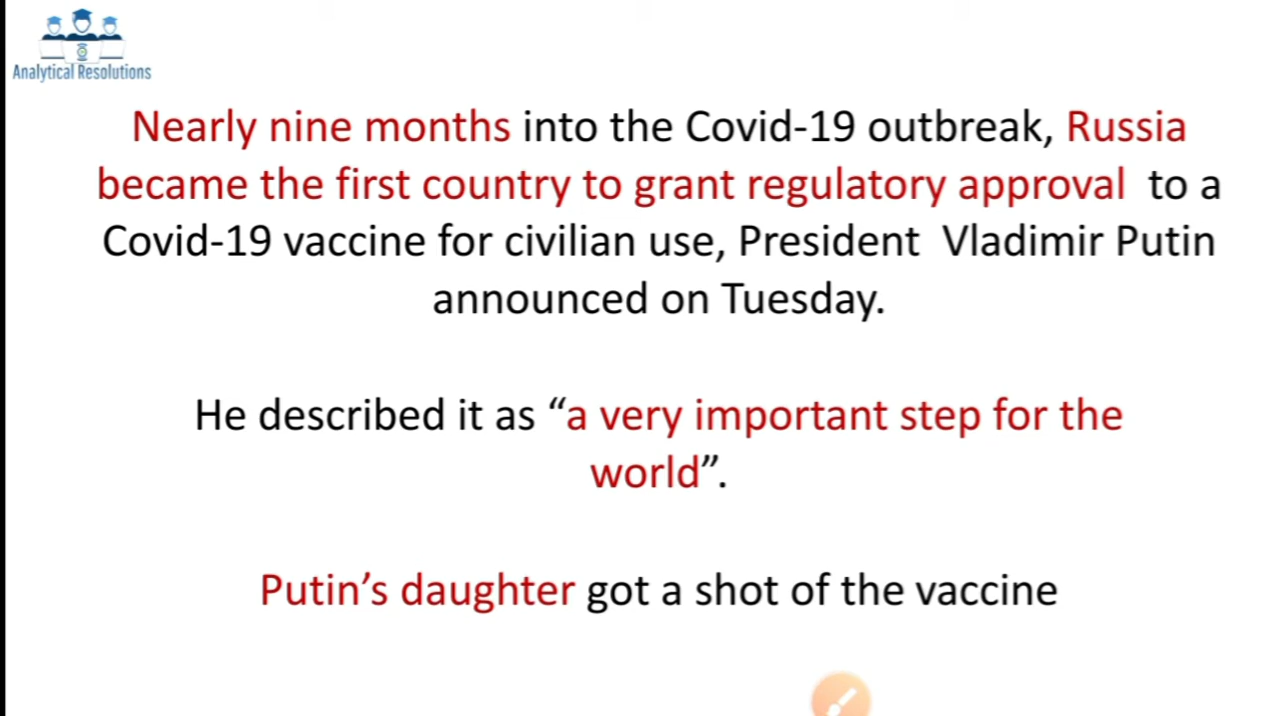 Analytical Resolutions
Nearly nine months into the Covid-19 outbreak, Russia
became the first country to grant regulatory approval to a
Covid-19 vaccine for civilian use, President Vladimir Putin
announced on Tuesday.
He described it as “a very important step for the
world”.
Putin’s daughter got a shot of the vaccine